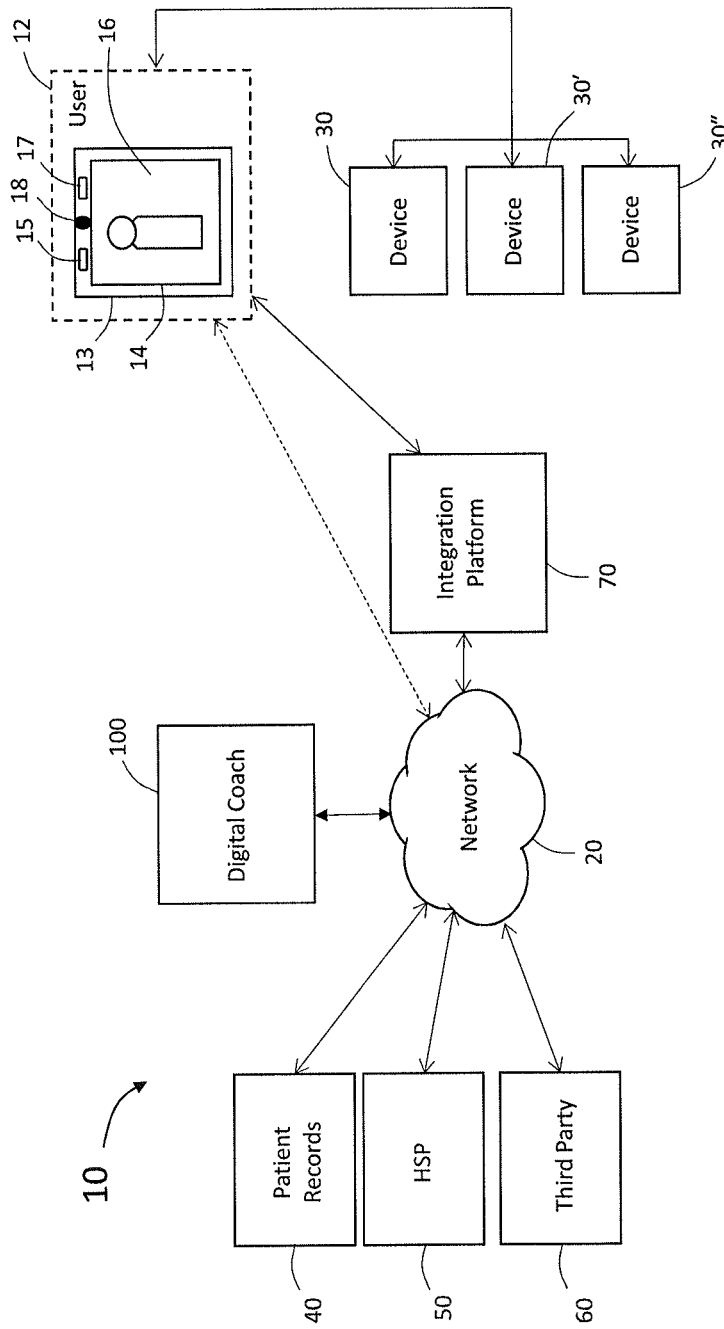 10
Patient
Records
40
HSP
50
Third Party
60
Digital Coach
100
Network
20
Integration
Platform
70
User
12
13
14
15
18
17
16
Device
30
Device
30'
Device
30"